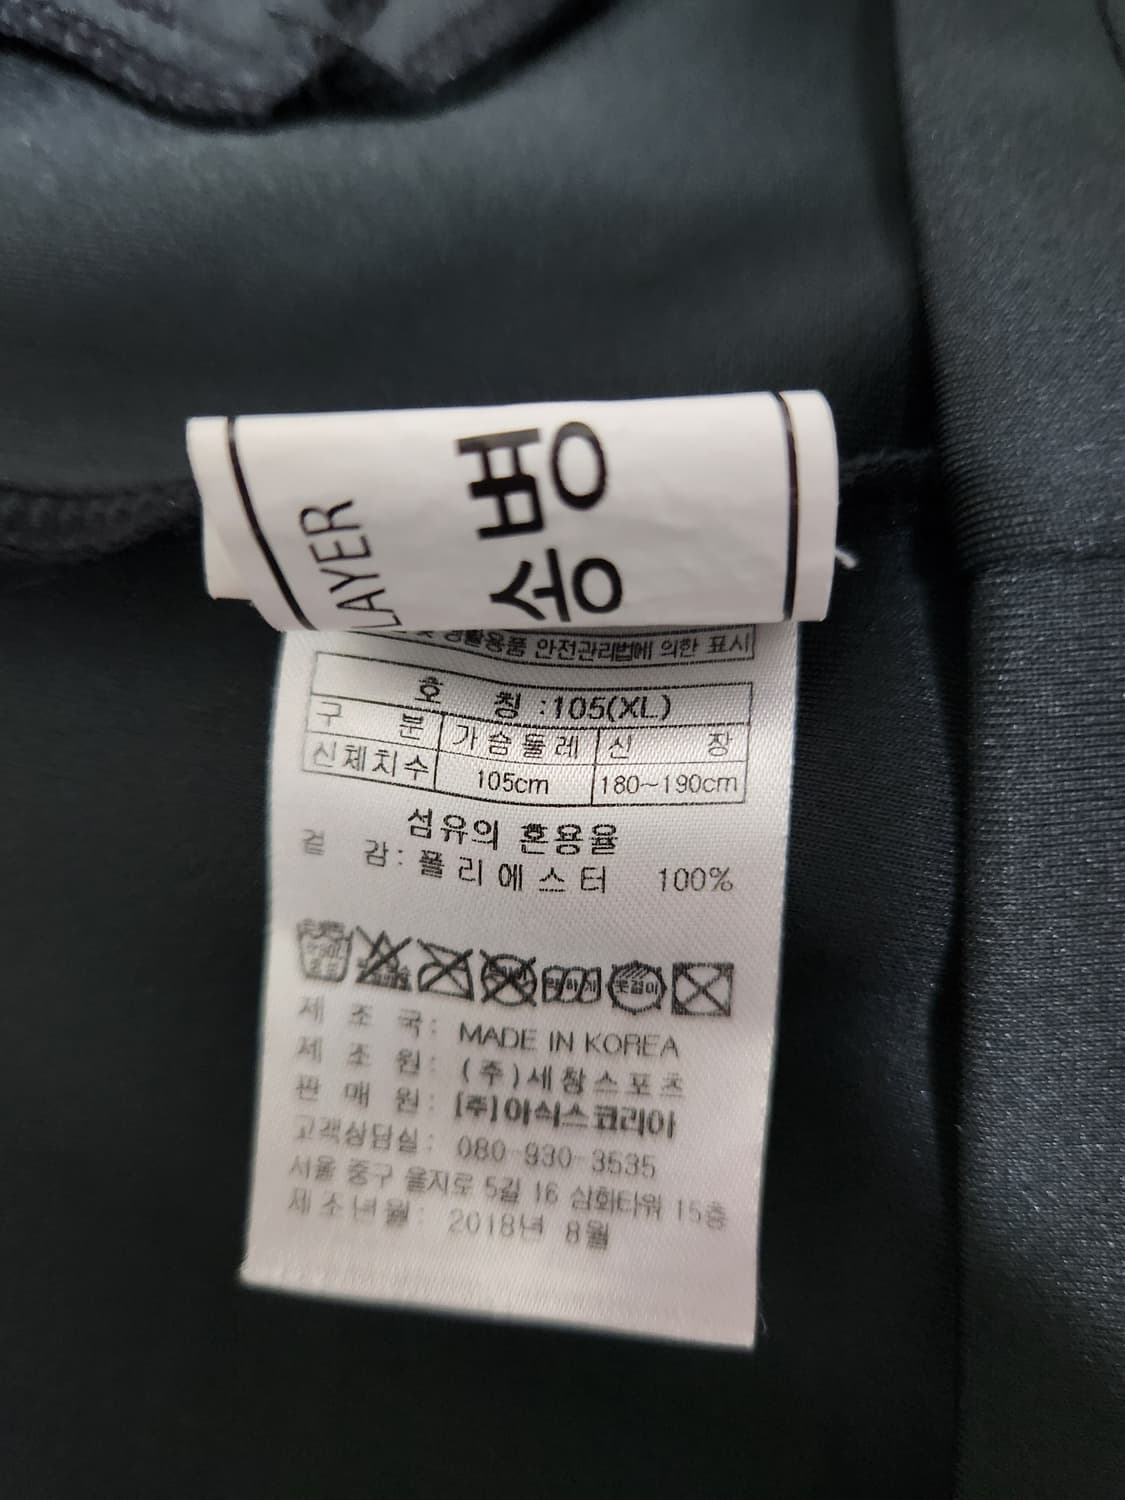 LAYER
송병
생활용품 안전관리법에 의한 표시
호 칭 :105(XL)
구 분 가슴둘레 신 장
신체치수 105cm 180~190cm
섬유의 혼용율
겉 감: 폴리에스터 100%
제 조 국: MADE IN KOREA
제 조 원: (주)세창스포츠
판 매 원: [주]아식스코리아
고객상담실: 080-930-3535
서울 중구 을지로 5길 16 삼화타워 15층
제조년월: 2018년 8월